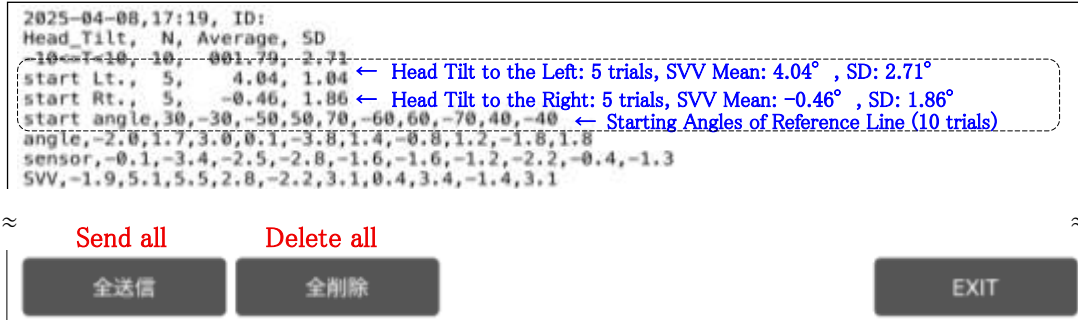 2025-04-08,17:19, ID:
Head_Tilt, N, Average, SD
-10<=T<10, 10, 001.79, 2.71
start Lt., 5, 4.04, 1.04 ← Head Tilt to the Left: 5 trials, SVV Mean: 4.04°, SD: 2.71°
start Rt., 5, -0.46, 1.86 ← Head Tilt to the Right: 5 trials, SVV Mean: -0.46°, SD: 1.86°
start angle,30,-30,-50,50,70,-60,60,-70,40,-40 ← Starting Angles of Reference Line (10 trials)
angle,-2.0,1.7,3.0,0.1,-3.8,1.4,-0.8,1.2,-1.8,1.8
sensor,-0.1,-3.4,-2.5,-2.8,-1.6,-1.6,-1.2,-2.2,-0.4,-1.3
SVV,-1.9,5.1,5.5,2.8,-2.2,3.1,0.4,3.4,-1.4,3.1
≈ ≈
Send all Delete all
全送信 全削除 EXIT